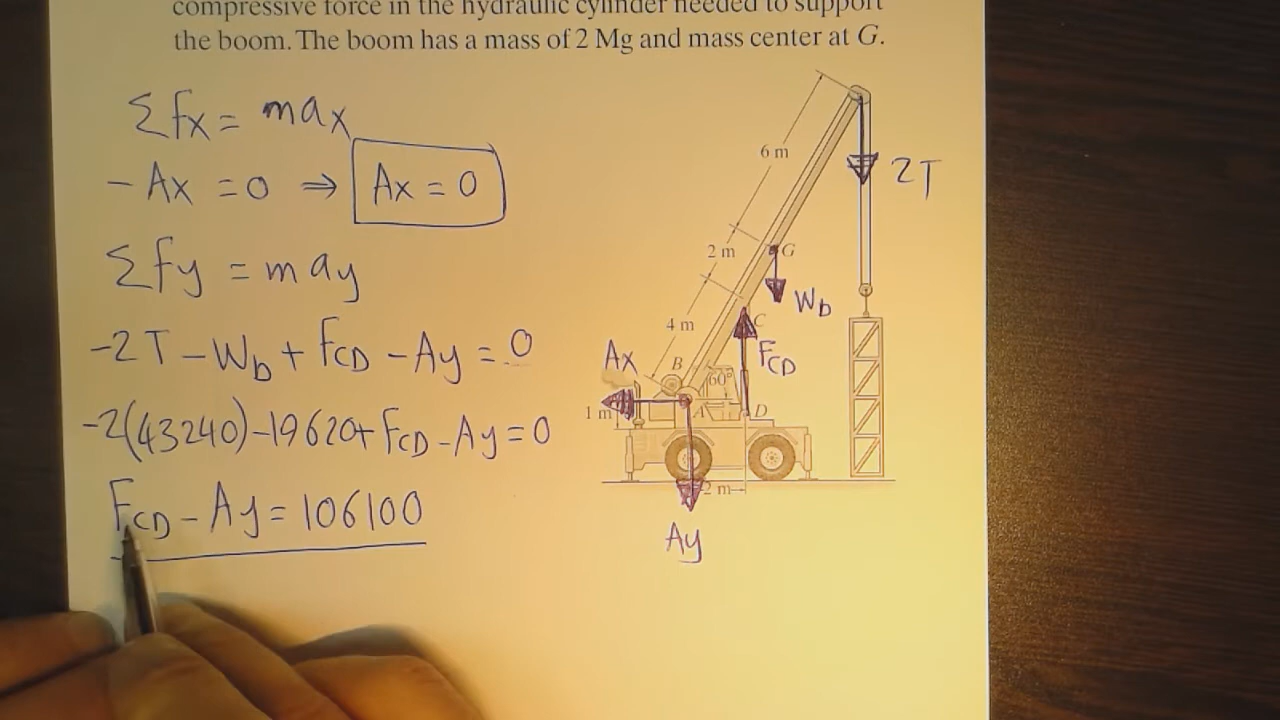 compressive force in the hydraulic cylinder needed to support
the boom. The boom has a mass of 2 Mg and mass center at G.
Σfx = max
-Ax = 0 ⇒ Ax = 0
Σfy = may
-2T - Wb + FCD - Ay = 0
-2(43240) - 19620 + FCD - Ay = 0
FCD - Ay = 106100
6 m
2T
2 m
G
Wb
4 m
C
Ax
B
FCD
60°
1 m
A
D
2 m
Ay